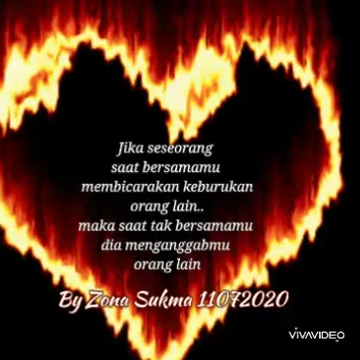 Jika seseorang
saat bersamamu
membicarakan keburukan
orang lain..
maka saat tak bersamamu
dia menganggabmu
orang lain
By Zona Sukma 11072020
VIVAVIDEO